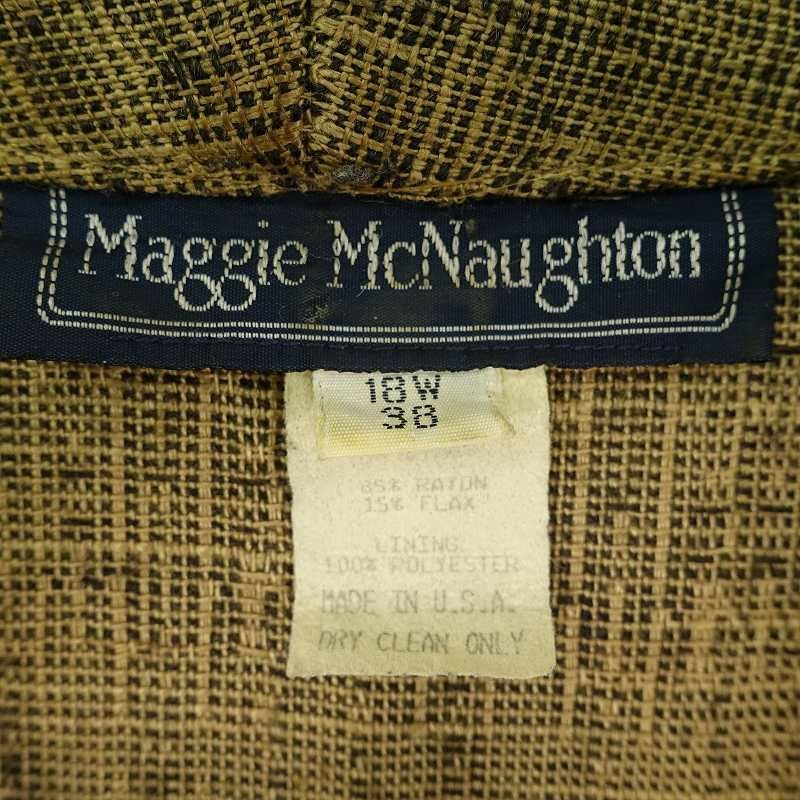 Maggie McNaughton
18W
38
85% RAYON
15% FLAX
LINING
100% POLYESTER
MADE IN U.S.A.
DRY CLEAN ONLY